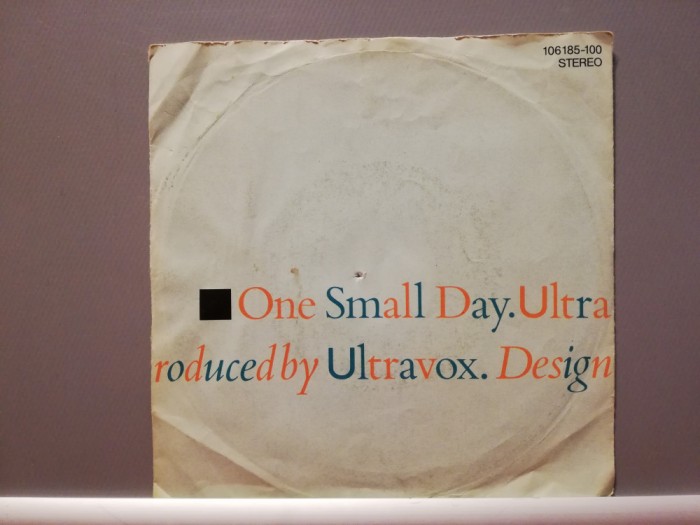 106185-100
STEREO
One Small Day. Ultra
roduced by Ultravox. Design